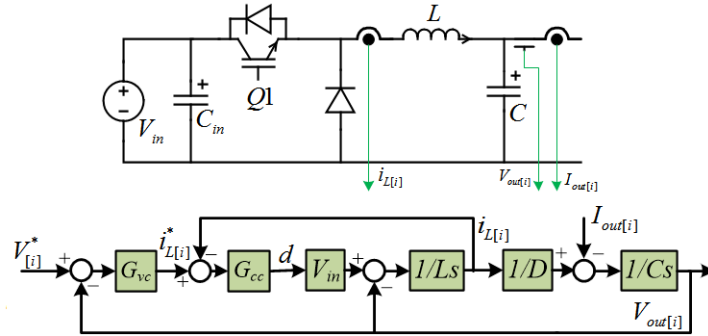 L
Q1
V_in
C_in
C
i_L[i]
V_out[i]
I_out[i]
V*_[i]
+
−
G_vc
i*_L[i]
+
−
G_cc
d
V_in
+
−
1/Ls
i_L[i]
1/D
+
−
I_out[i]
1/Cs
V_out[i]